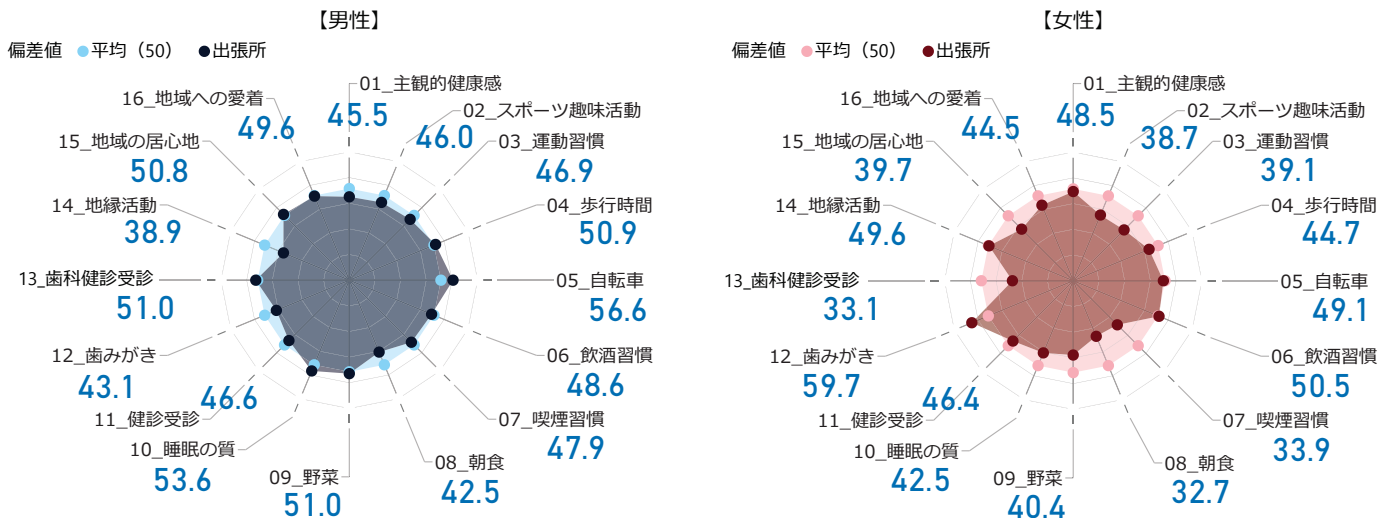 【男性】
偏差値 ●平均（50） ●出張所
01_主観的健康感
45.5
02_スポーツ趣味活動
46.0
03_運動習慣
46.9
04_歩行時間
50.9
05_自転車
56.6
06_飲酒習慣
48.6
07_喫煙習慣
47.9
08_朝食
42.5
09_野菜
51.0
10_睡眠の質
53.6
11_健診受診
46.6
12_歯みがき
43.1
13_歯科健診受診
51.0
14_地縁活動
38.9
15_地域の居心地
50.8
16_地域への愛着
49.6
【女性】
偏差値 ●平均（50） ●出張所
01_主観的健康感
48.5
02_スポーツ趣味活動
38.7
03_運動習慣
39.1
04_歩行時間
44.7
05_自転車
49.1
06_飲酒習慣
50.5
07_喫煙習慣
33.9
08_朝食
32.7
09_野菜
40.4
10_睡眠の質
42.5
11_健診受診
46.4
12_歯みがき
59.7
13_歯科健診受診
33.1
14_地縁活動
49.6
15_地域の居心地
39.7
16_地域への愛着
44.5